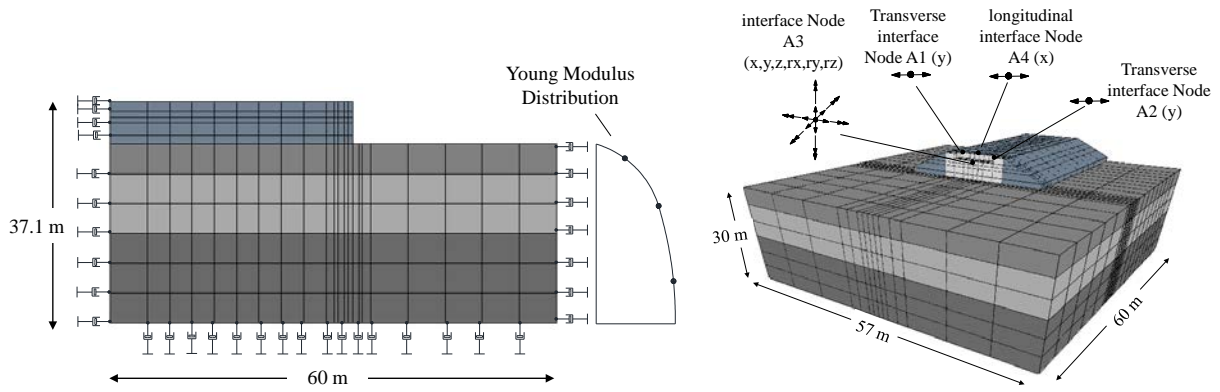 37.1 m
60 m
Young Modulus
Distribution
interface Node
A3
(x,y,z,rx,ry,rz)
Transverse
interface
Node A1 (y)
longitudinal
interface Node
A4 (x)
Transverse
interface Node
A2 (y)
30 m
57 m
60 m